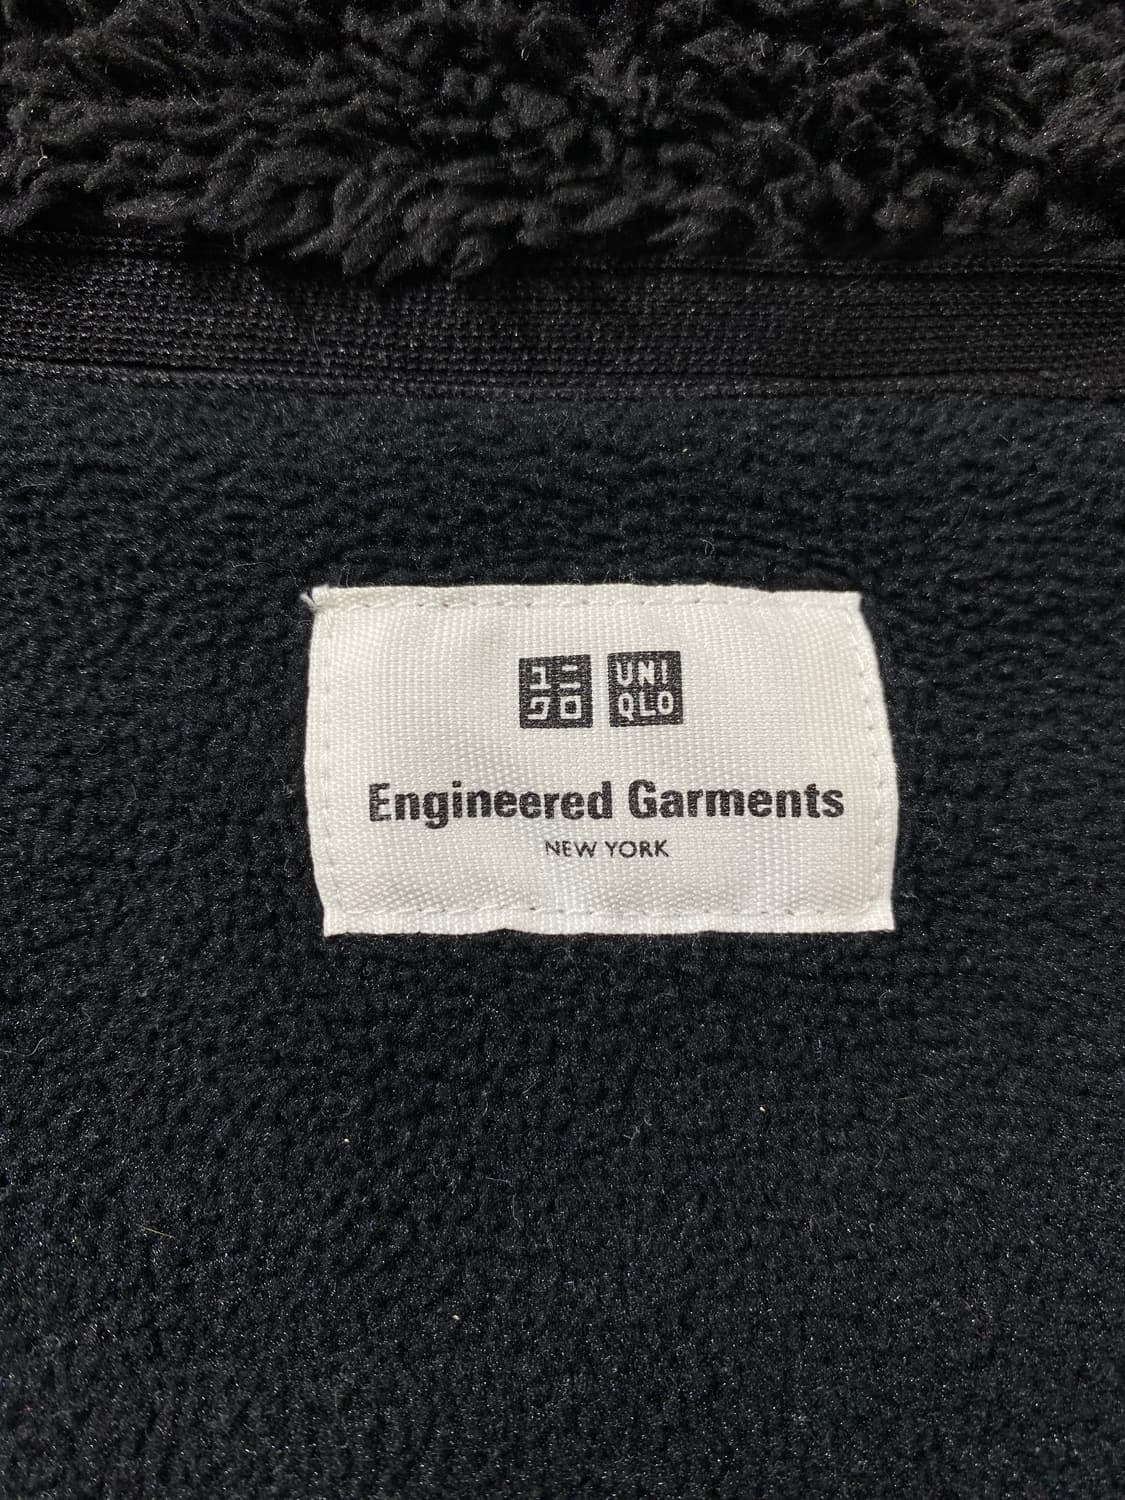 ユニ
クロ
UNI
QLO
Engineered Garments
NEW YORK